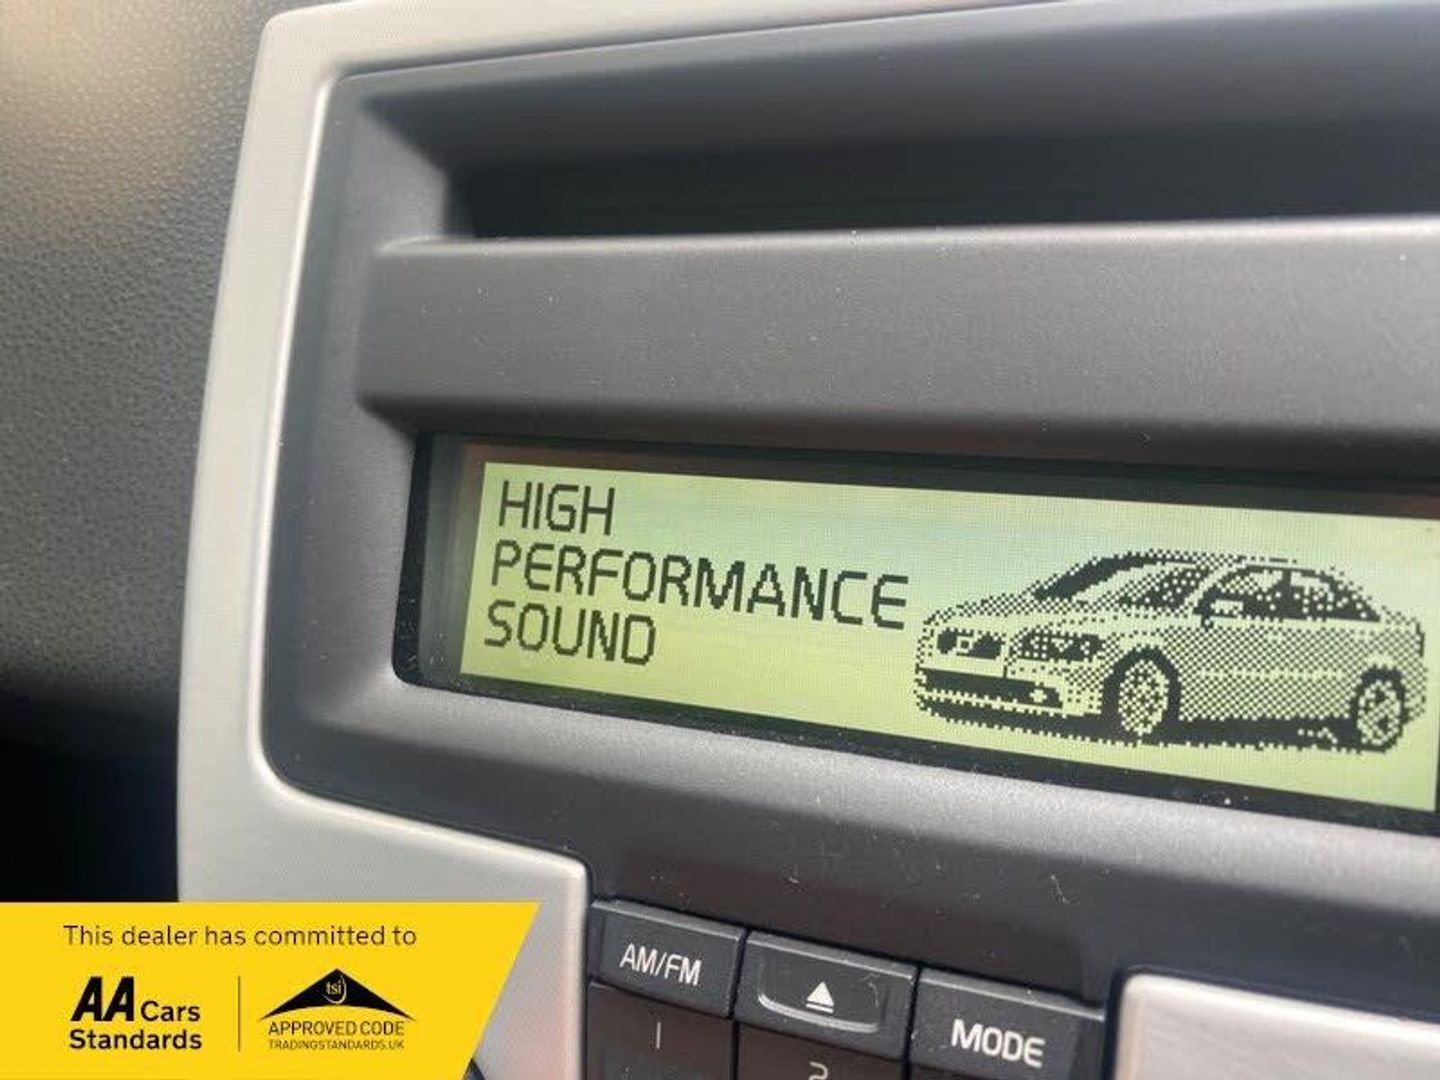 HIGH
PERFORMANCE
SOUND
AM/FM
MODE
1
2
This dealer has committed to
AA Cars
Standards
tsi
APPROVED CODE
TRADINGSTANDARDS.UK